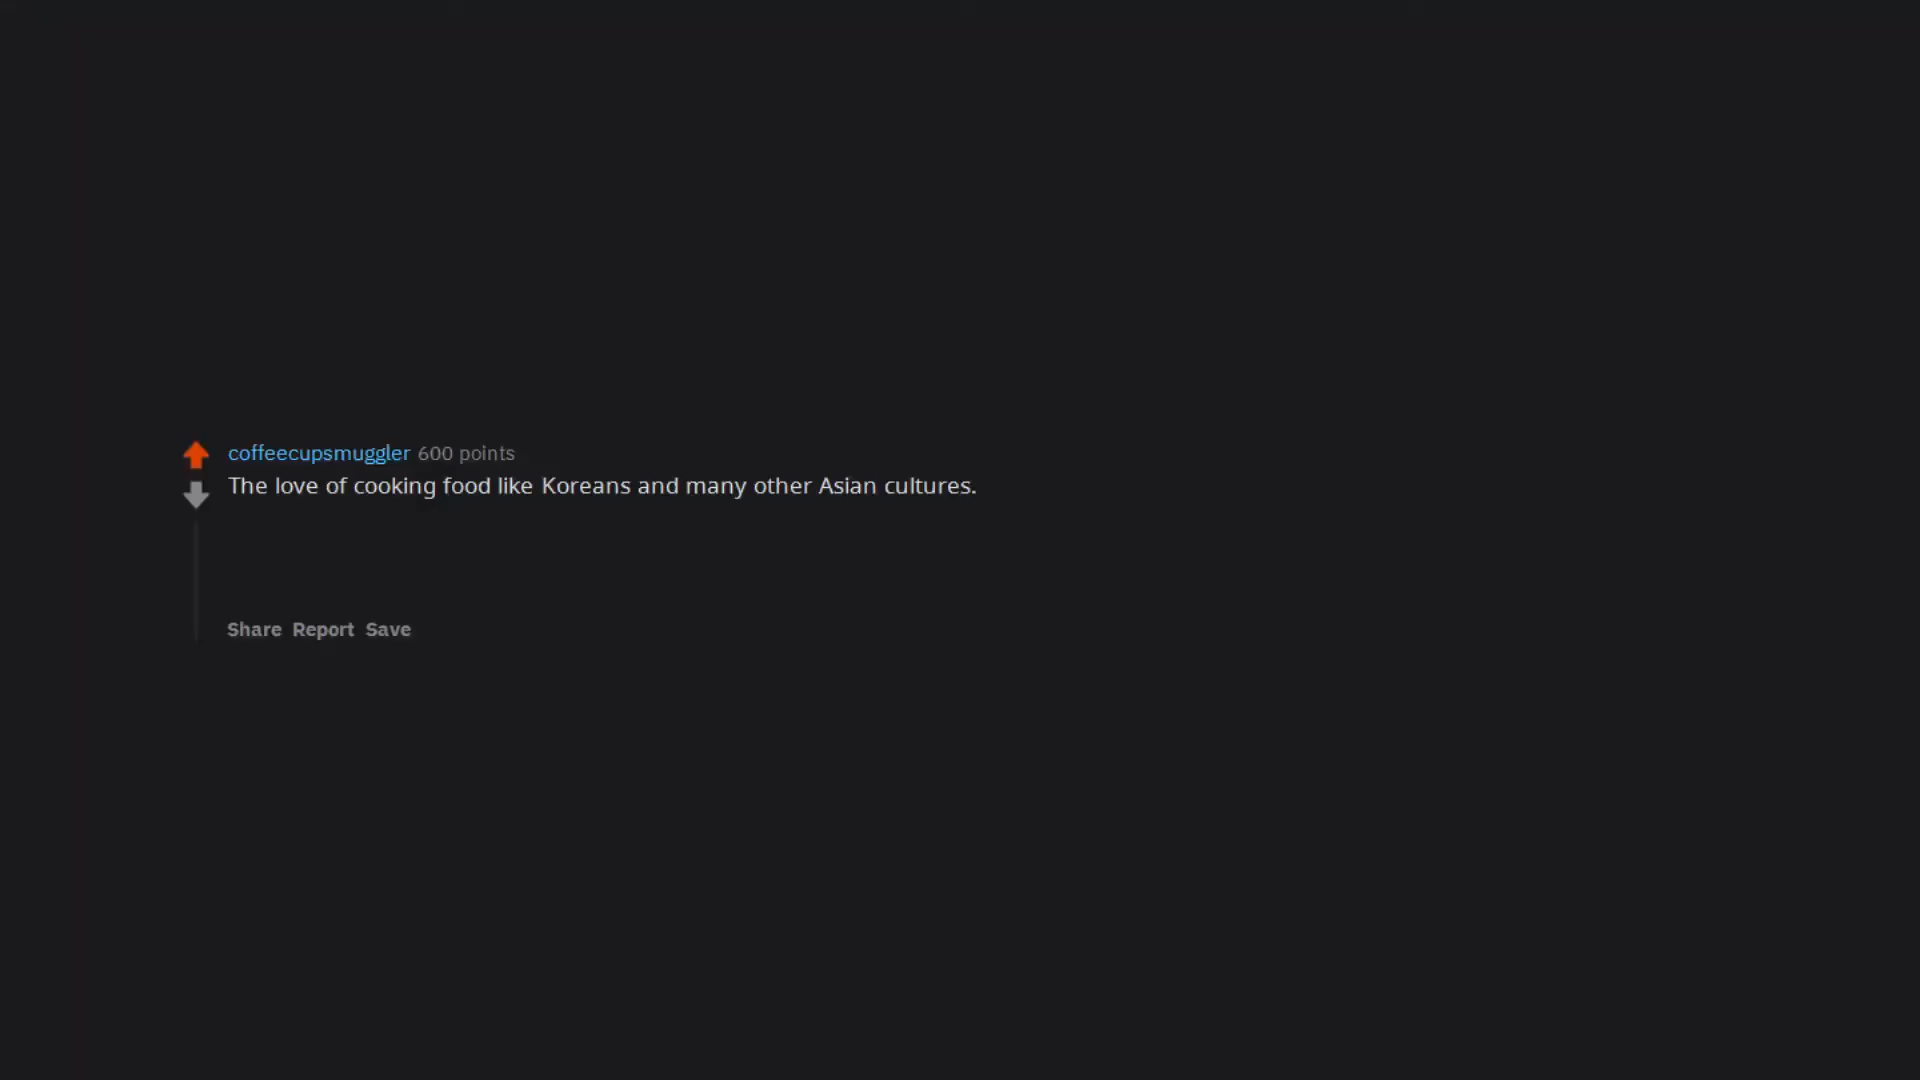 coffeecupsmuggler 600 points
The love of cooking food like Koreans and many other Asian cultures.
Share Report Save